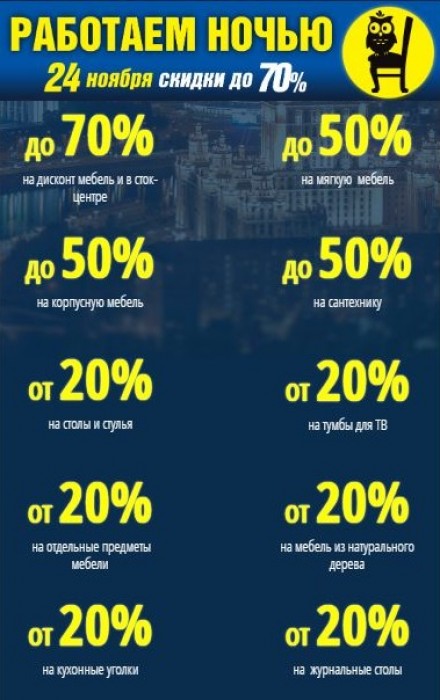 РАБОТАЕМ НОЧЬЮ
24 ноября скидки до 70%
до 70%
на дисконт мебель и в сток-
центре
до 50%
на мягкую мебель
до 50%
на корпусную мебель
до 50%
на сантехнику
от 20%
на столы и стулья
от 20%
на тумбы для ТВ
от 20%
на отдельные предметы
мебели
от 20%
на мебель из натурального
дерева
от 20%
на кухонные уголки
от 20%
на журнальные столы